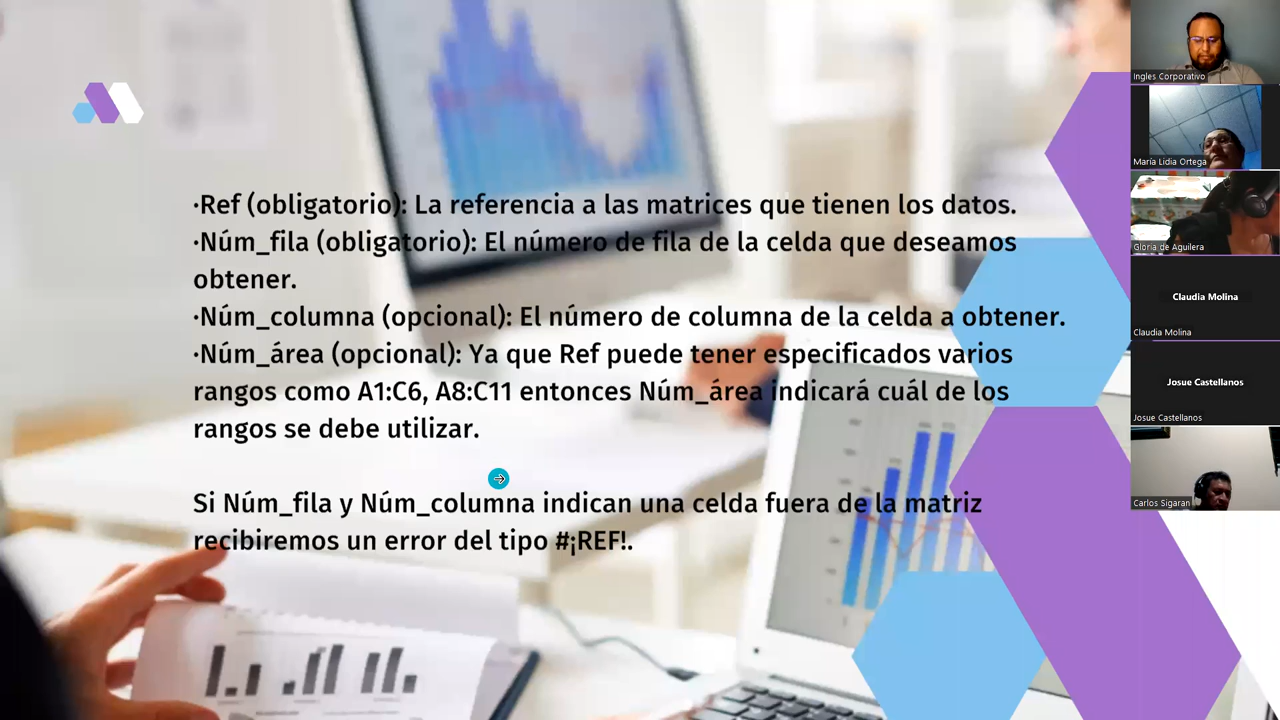 ·Ref (obligatorio): La referencia a las matrices que tienen los datos.
·Núm_fila (obligatorio): El número de fila de la celda que deseamos
obtener.
·Núm_columna (opcional): El número de columna de la celda a obtener.
·Núm_área (opcional): Ya que Ref puede tener especificados varios
rangos como A1:C6, A8:C11 entonces Núm_área indicará cuál de los
rangos se debe utilizar.
Si Núm_fila y Núm_columna indican una celda fuera de la matriz
recibiremos un error del tipo #¡REF!.
Ingles Corporativo
María Lidia Ortega
Gloria de Aguilera
Claudia Molina
Claudia Molina
Josue Castellanos
Josue Castellanos
Carlos Sigaran